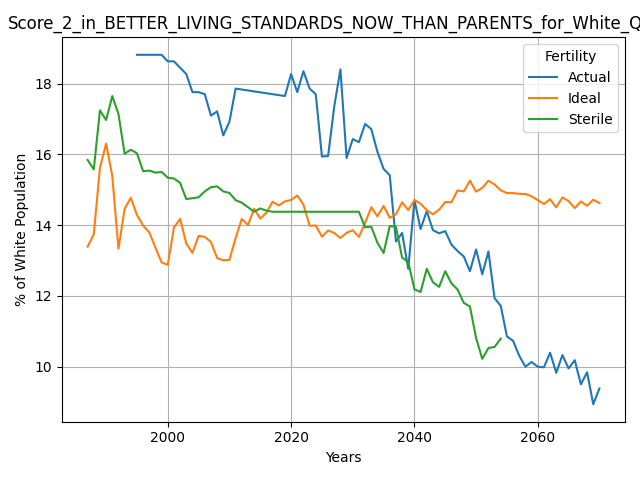 Score_2_in_BETTER_LIVING_STANDARDS_NOW_THAN_PARENTS_for_White_Q
Fertility
Actual
Ideal
Sterile
% of White Population
18
16
14
12
10
2000 2020 2040 2060
Years